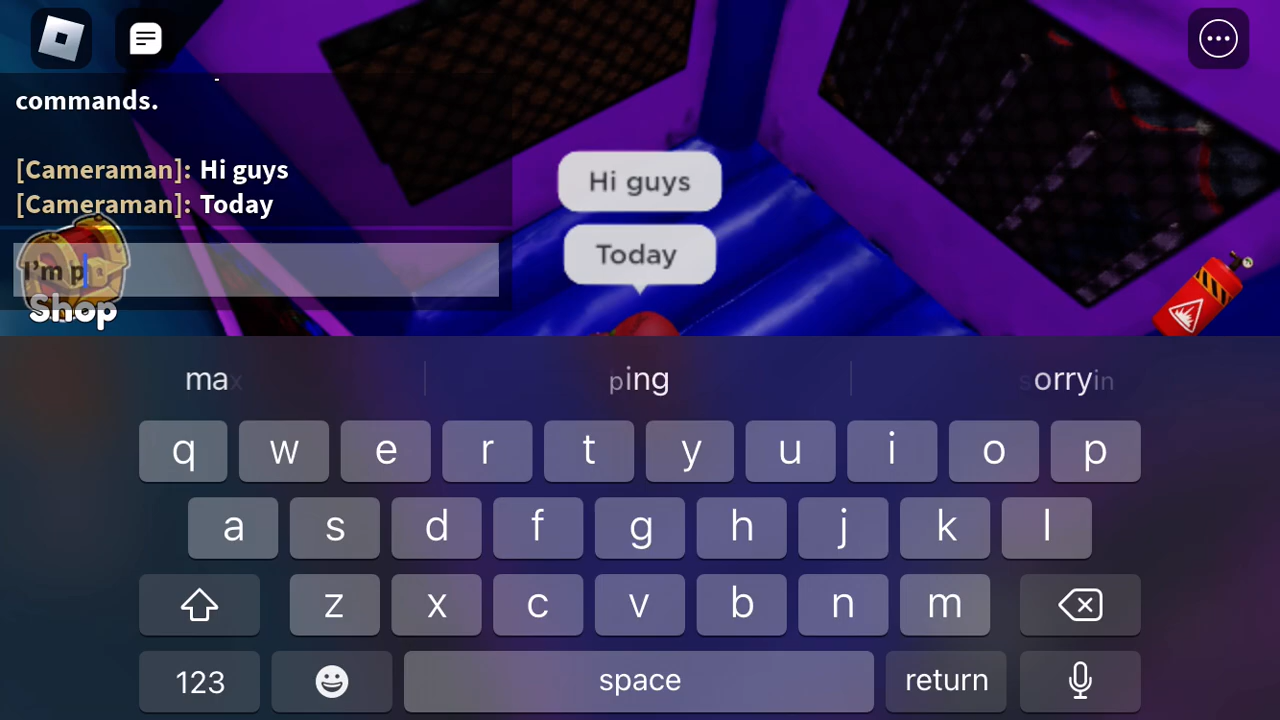 commands.
[Cameraman]: Hi guys
[Cameraman]: Today
Hi guys
Today
I'm p
Shop
ma
ping
orry
q w e r t y u i o p
a s d f g h j k l
z x c v b n m
123
space
return